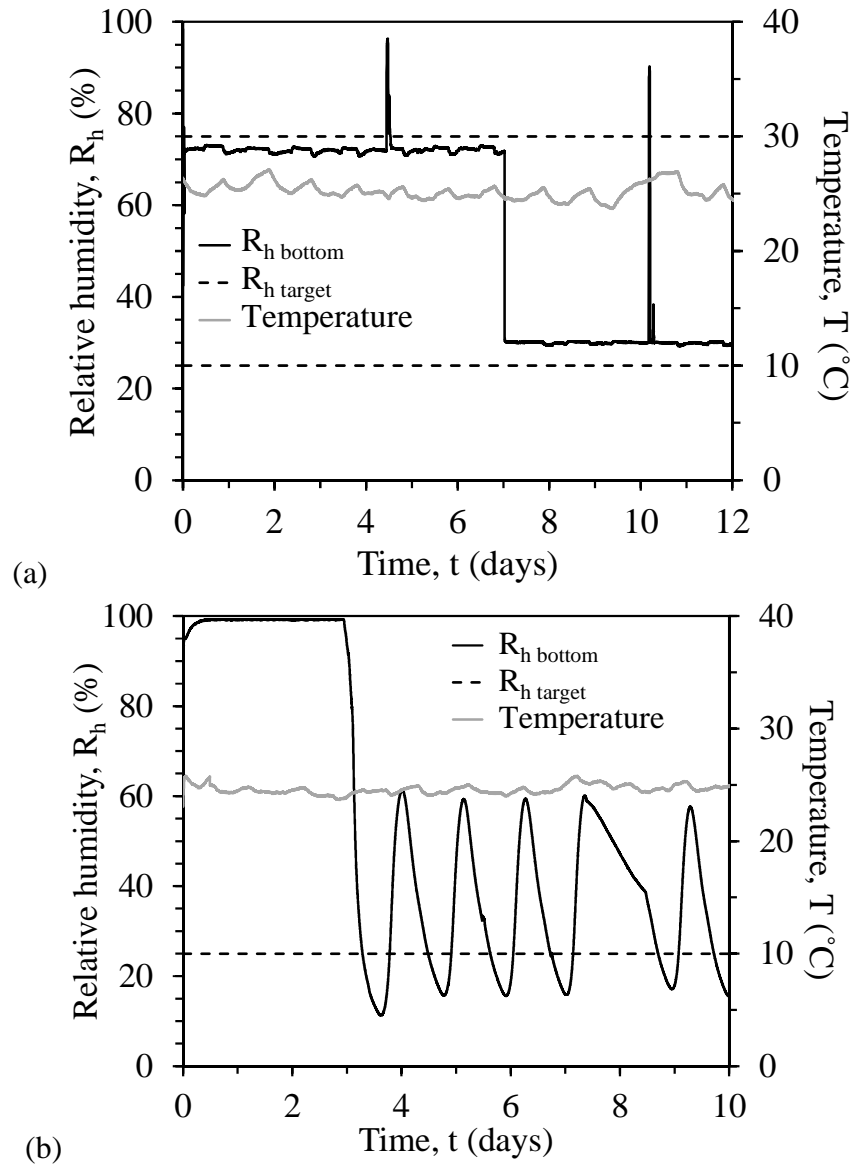 100
80
60
40
20
0
Relative humidity, R_h (%)
40
30
20
10
0
Temperature, T (˚C)
R_h bottom
R_h target
Temperature
0 2 4 6 8 10 12
Time, t (days)
(a)
100
80
60
40
20
0
Relative humidity, R_h (%)
40
30
20
10
0
Temperature, T (˚C)
R_h bottom
R_h target
Temperature
0 2 4 6 8 10
Time, t (days)
(b)